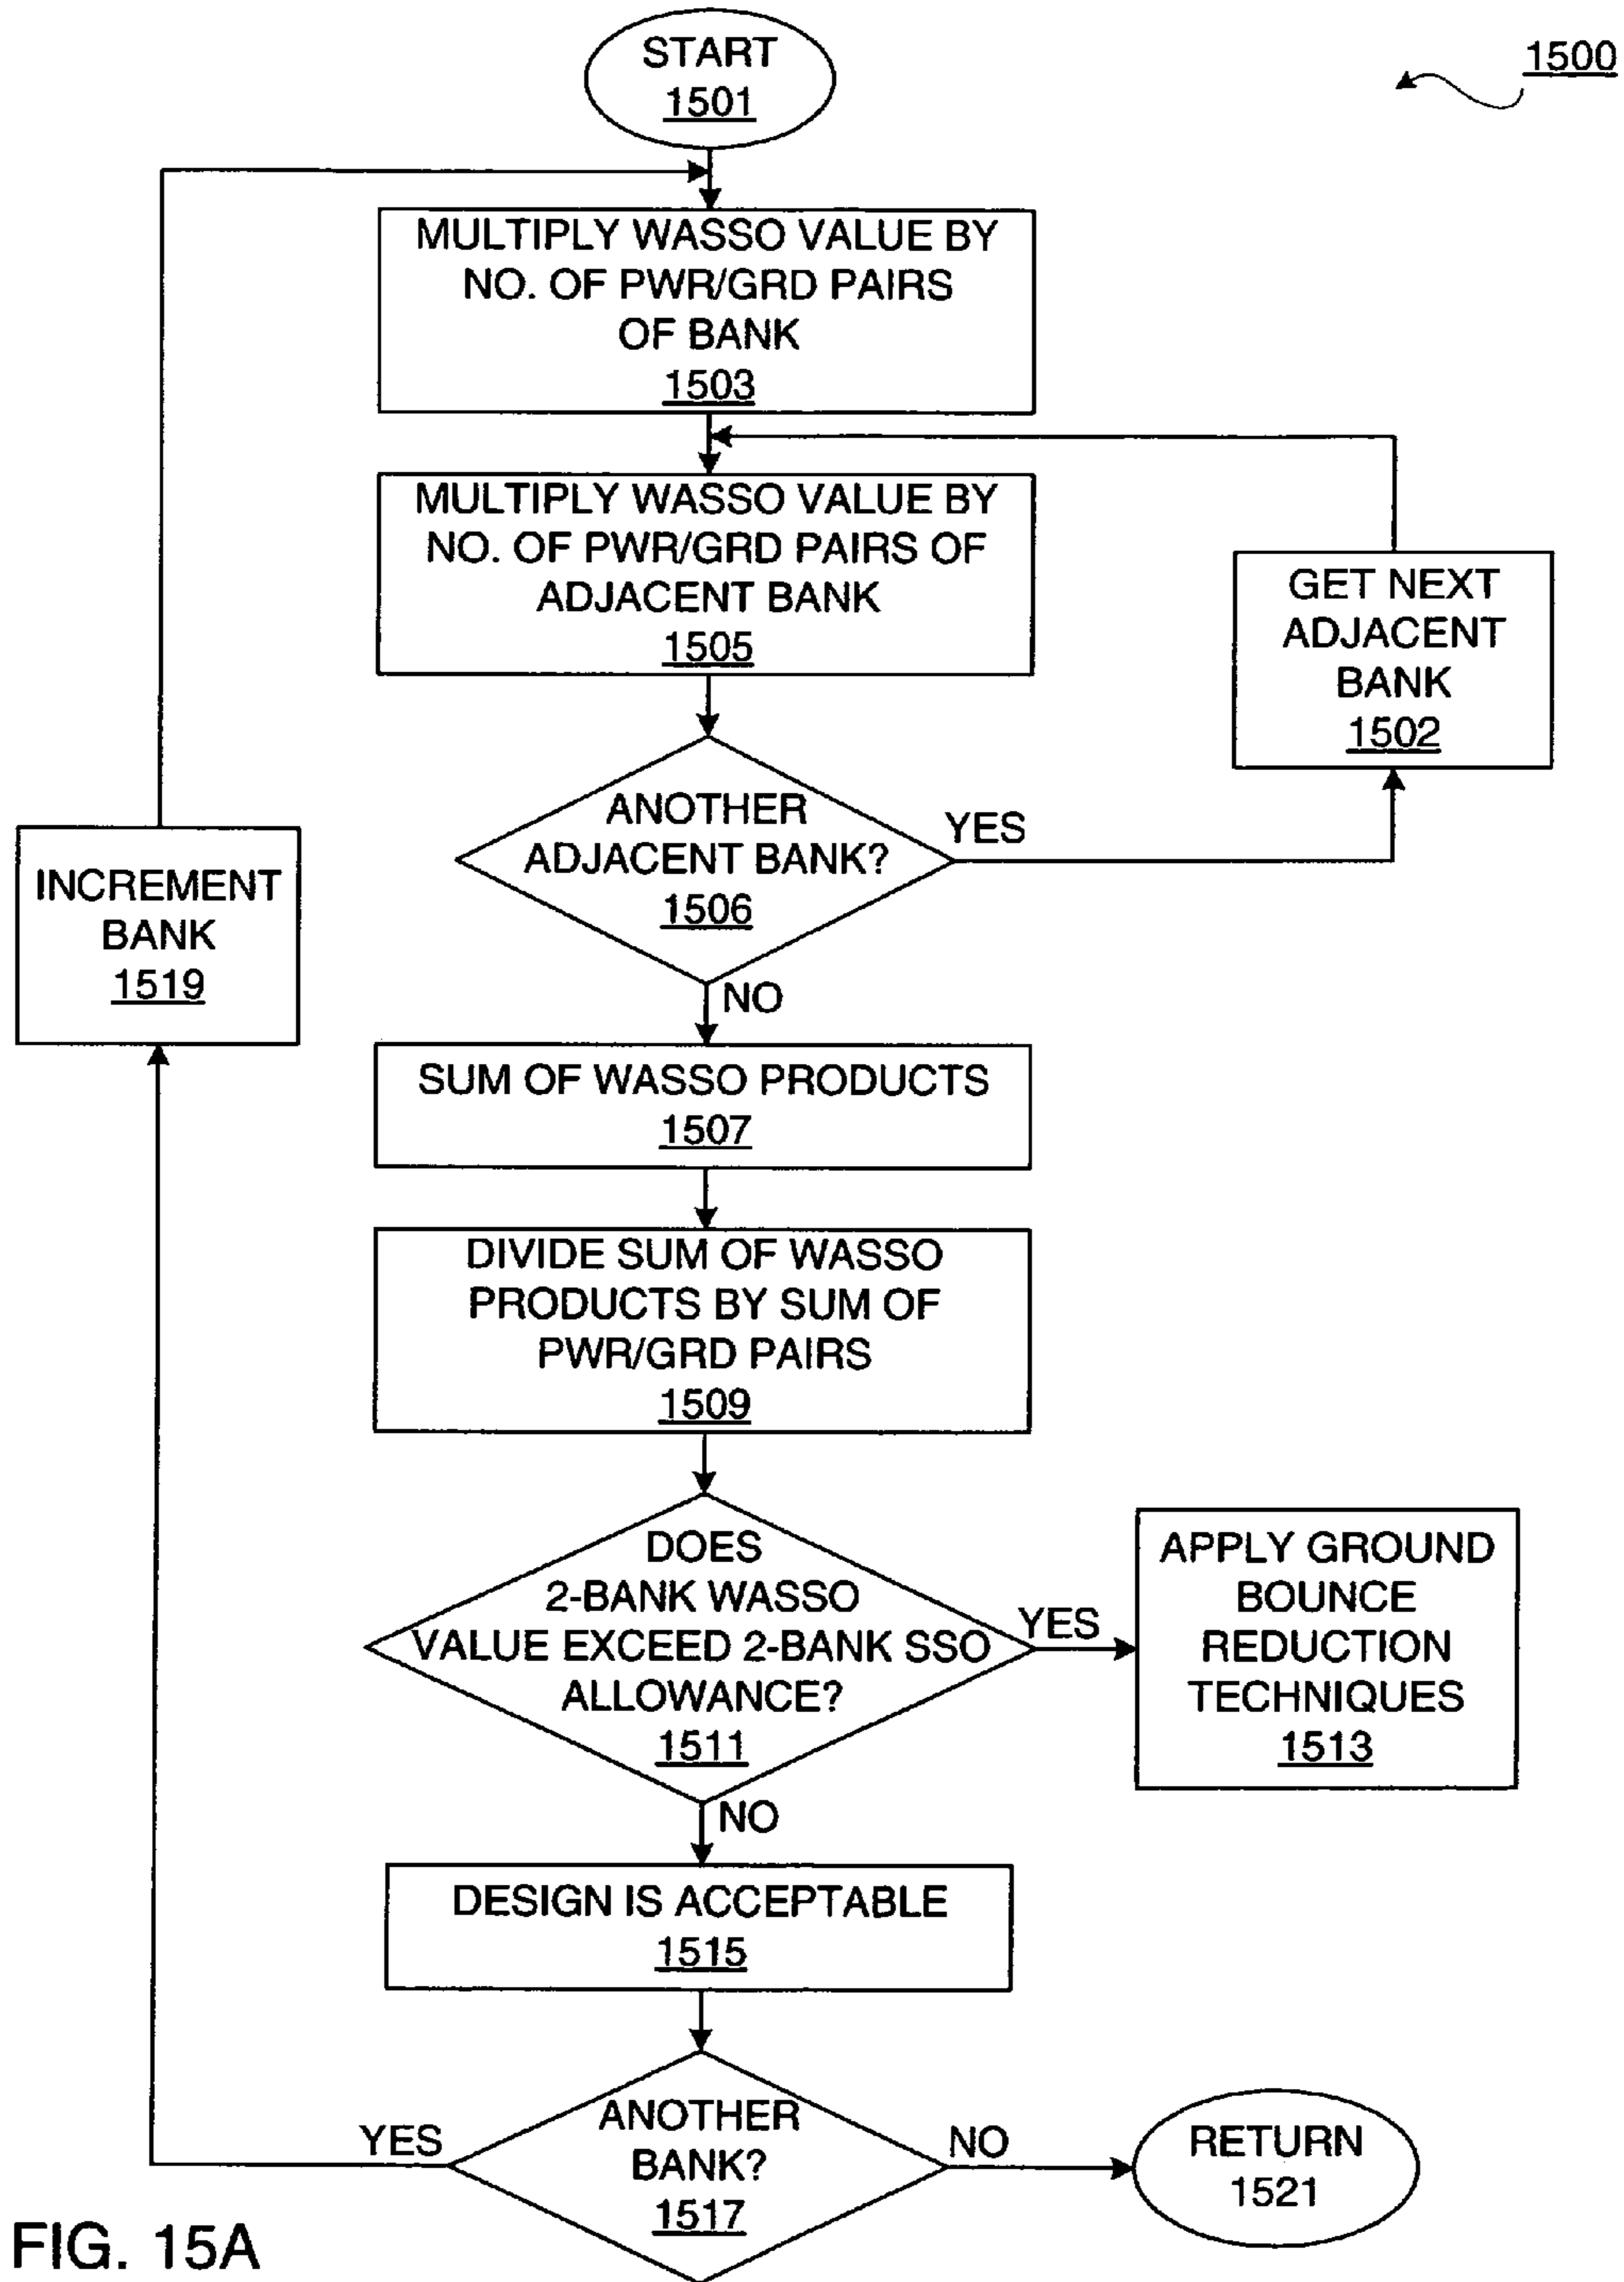 START
1501
1500
MULTIPLY WASSO VALUE BY
NO. OF PWR/GRD PAIRS
OF BANK
1503
MULTIPLY WASSO VALUE BY
NO. OF PWR/GRD PAIRS OF
ADJACENT BANK
1505
GET NEXT
ADJACENT
BANK
1502
ANOTHER
ADJACENT BANK?
1506
YES
NO
INCREMENT
BANK
1519
SUM OF WASSO PRODUCTS
1507
DIVIDE SUM OF WASSO
PRODUCTS BY SUM OF
PWR/GRD PAIRS
1509
DOES
2-BANK WASSO
VALUE EXCEED 2-BANK SSO
ALLOWANCE?
1511
YES
APPLY GROUND
BOUNCE
REDUCTION
TECHNIQUES
1513
NO
DESIGN IS ACCEPTABLE
1515
ANOTHER
BANK?
1517
YES
NO
RETURN
1521
FIG. 15A